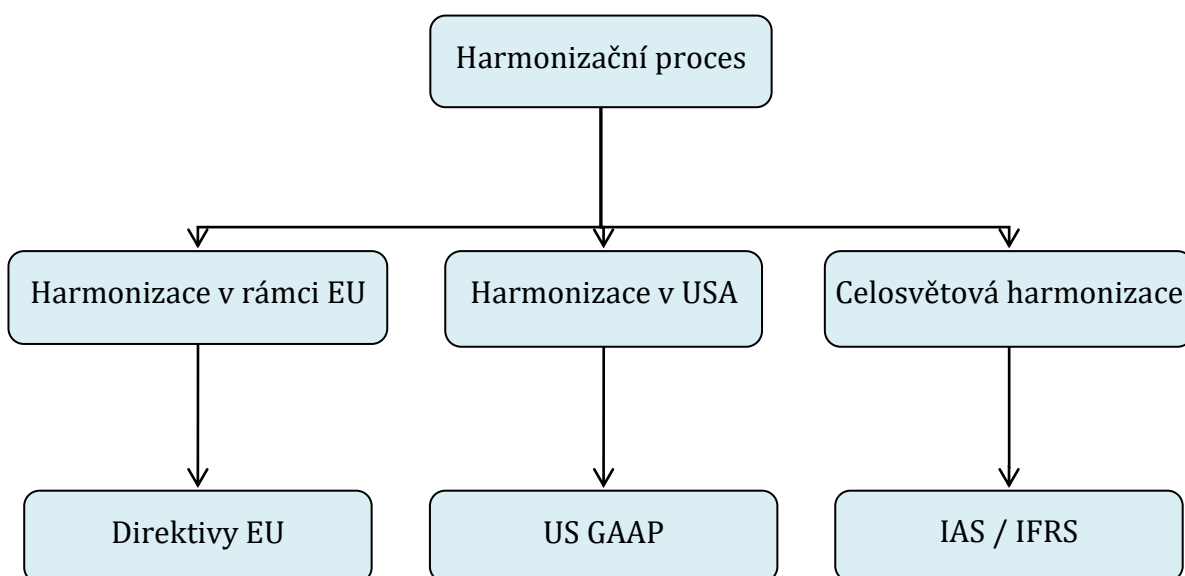 Harmonizační proces
Harmonizace v rámci EU
Harmonizace v USA
Celosvětová harmonizace
Direktivy EU
US GAAP
IAS / IFRS